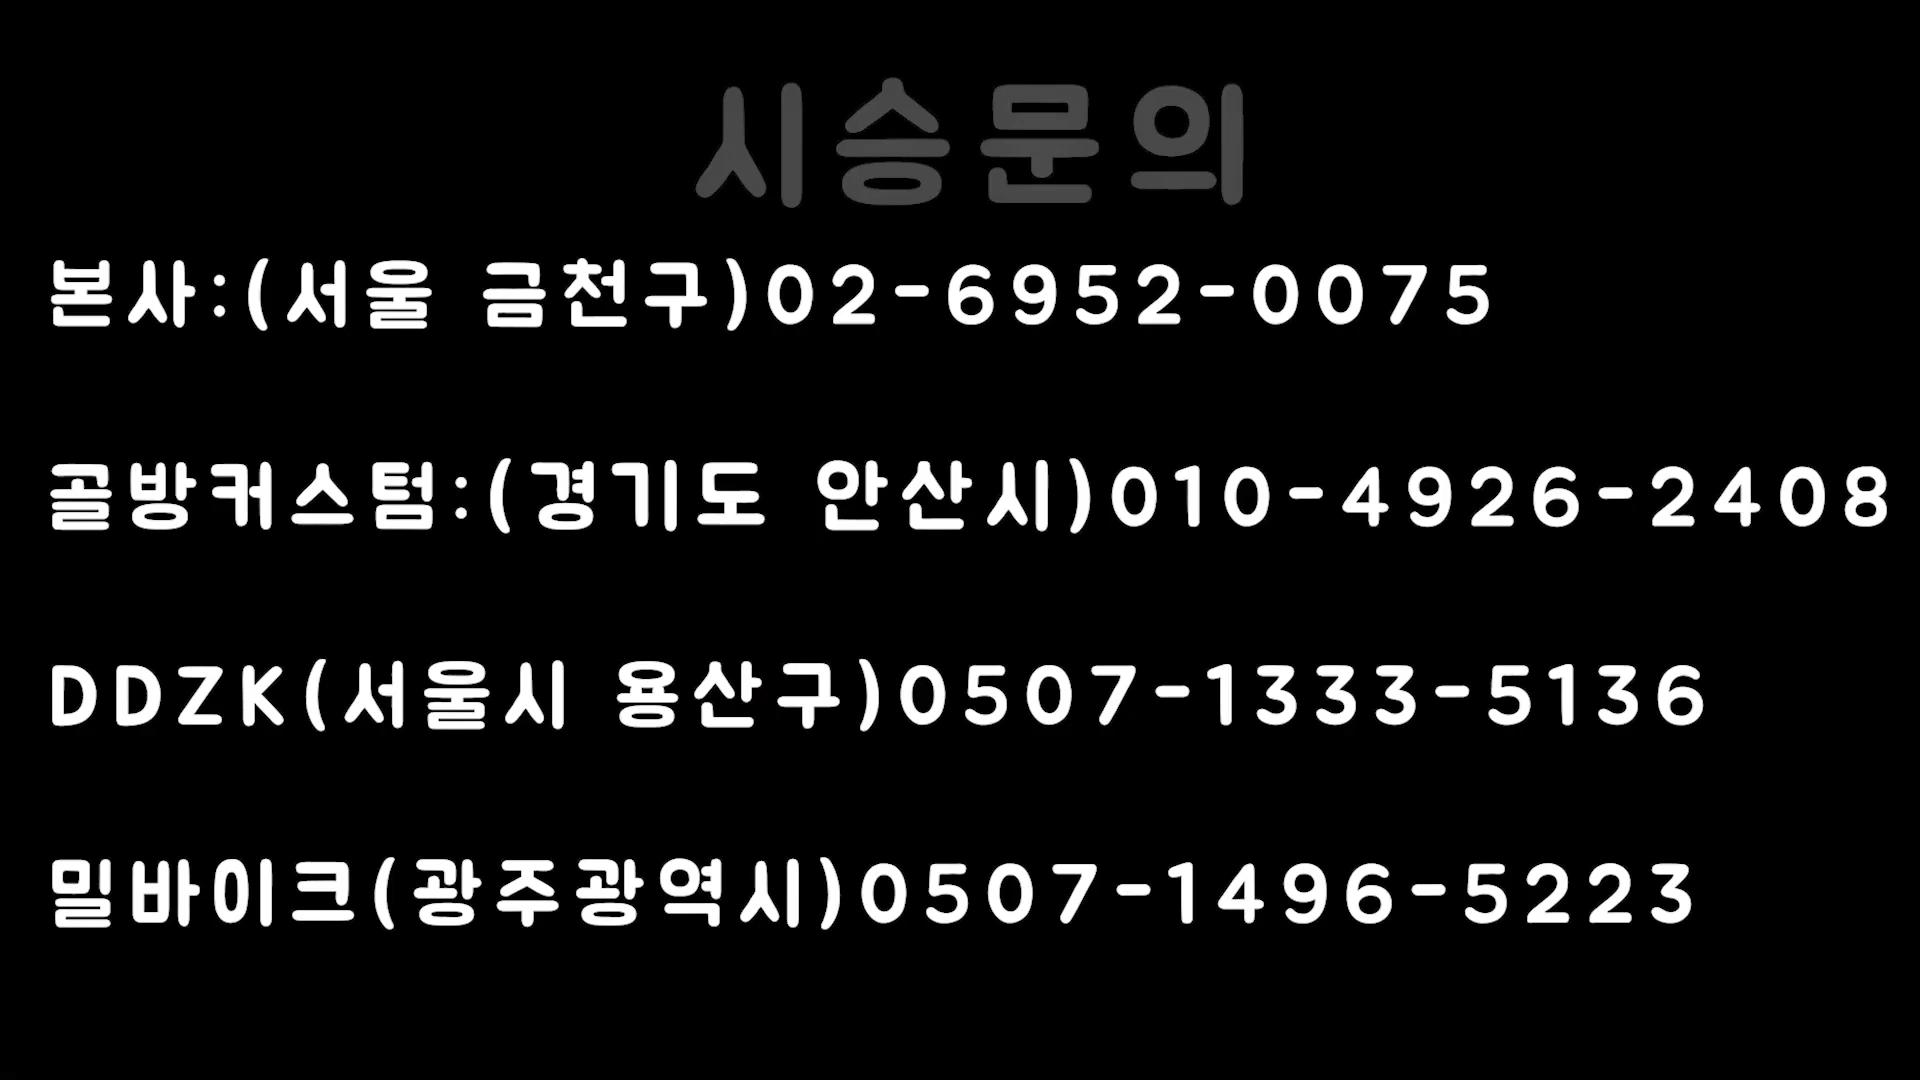 시승문의
본사:(서울 금천구)02-6952-0075
골방커스텀:(경기도 안산시)010-4926-2408
DDZK(서울시 용산구)0507-1333-5136
밀바이크(광주광역시)0507-1496-5223